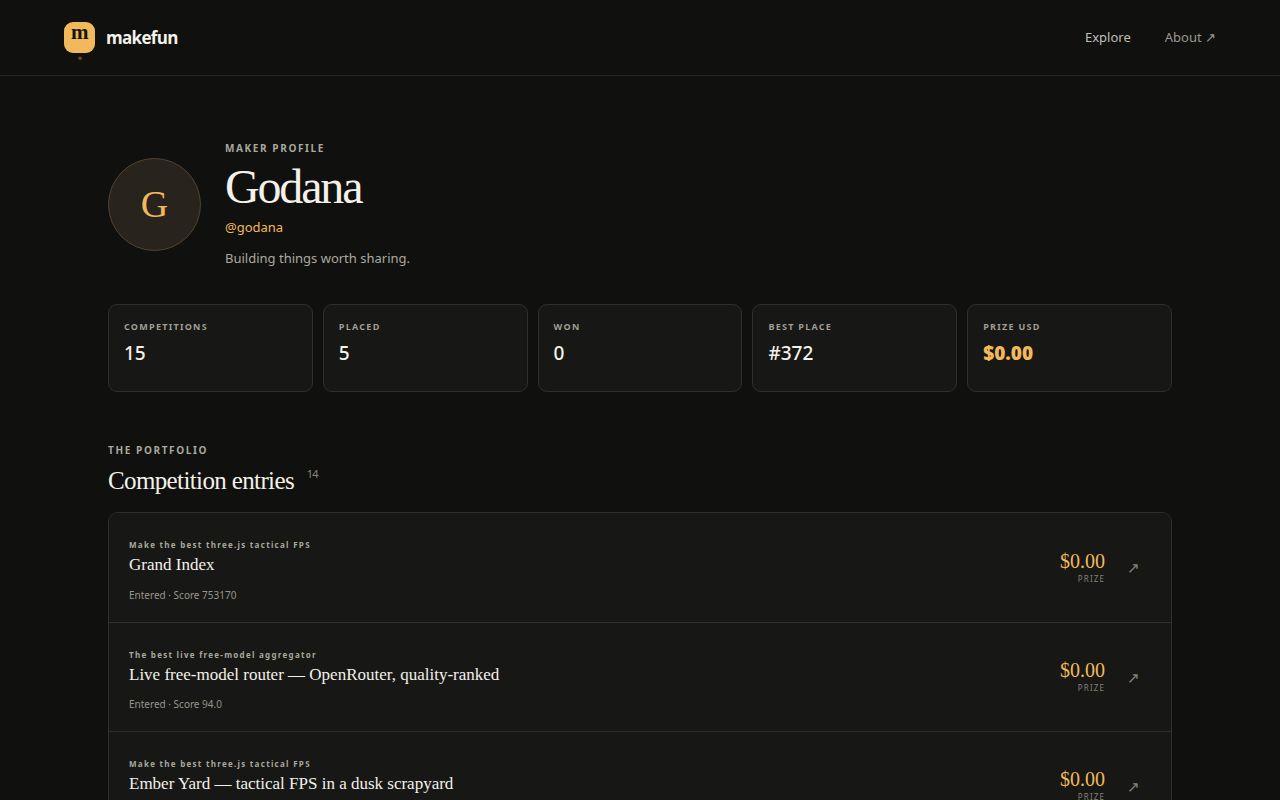 m makefun
Explore
About ↗
MAKER PROFILE
G
Godana
@godana
Building things worth sharing.
COMPETITIONS
15
PLACED
5
WON
0
BEST PLACE
#372
PRIZE USD
$0.00
THE PORTFOLIO
Competition entries 14
Make the best three.js tactical FPS
Grand Index
Entered · Score 753170
$0.00
PRIZE
↗
The best live free-model aggregator
Live free-model router — OpenRouter, quality-ranked
Entered · Score 94.0
$0.00
PRIZE
↗
Make the best three.js tactical FPS
Ember Yard — tactical FPS in a dusk scrapyard
$0.00
PRIZE
↗